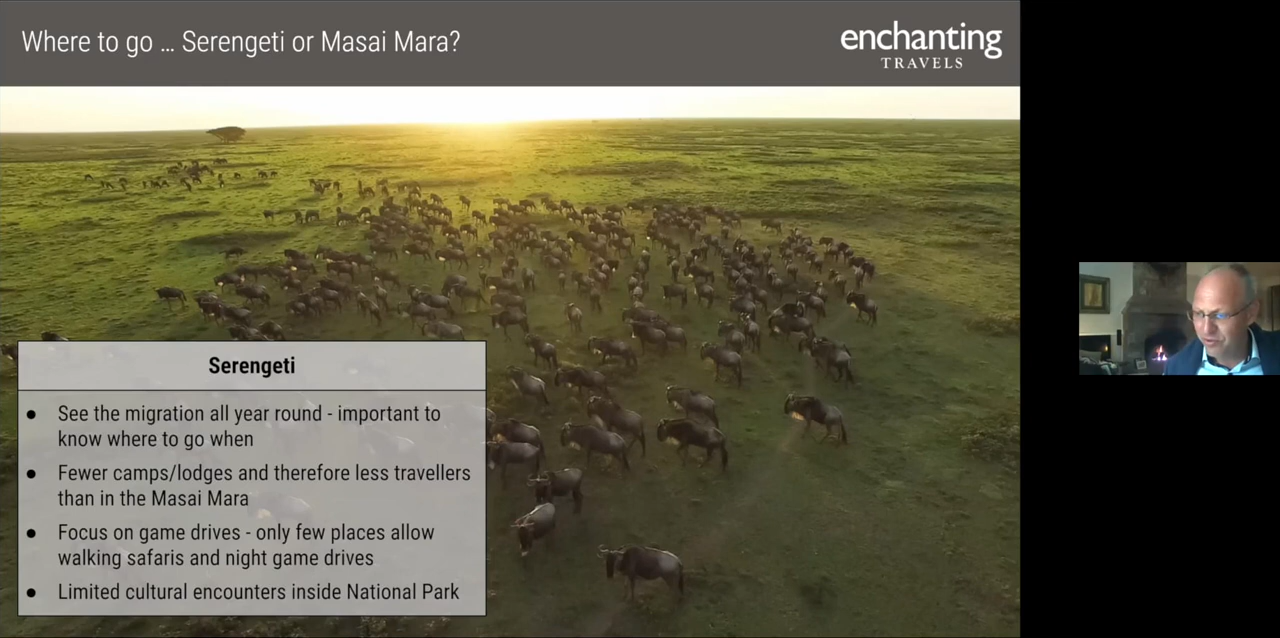 Where to go ... Serengeti or Masai Mara?
enchanting
TRAVELS
Serengeti
● See the migration all year round - important to
know where to go when
● Fewer camps/lodges and therefore less travellers
than in the Masai Mara
● Focus on game drives - only few places allow
walking safaris and night game drives
● Limited cultural encounters inside National Park